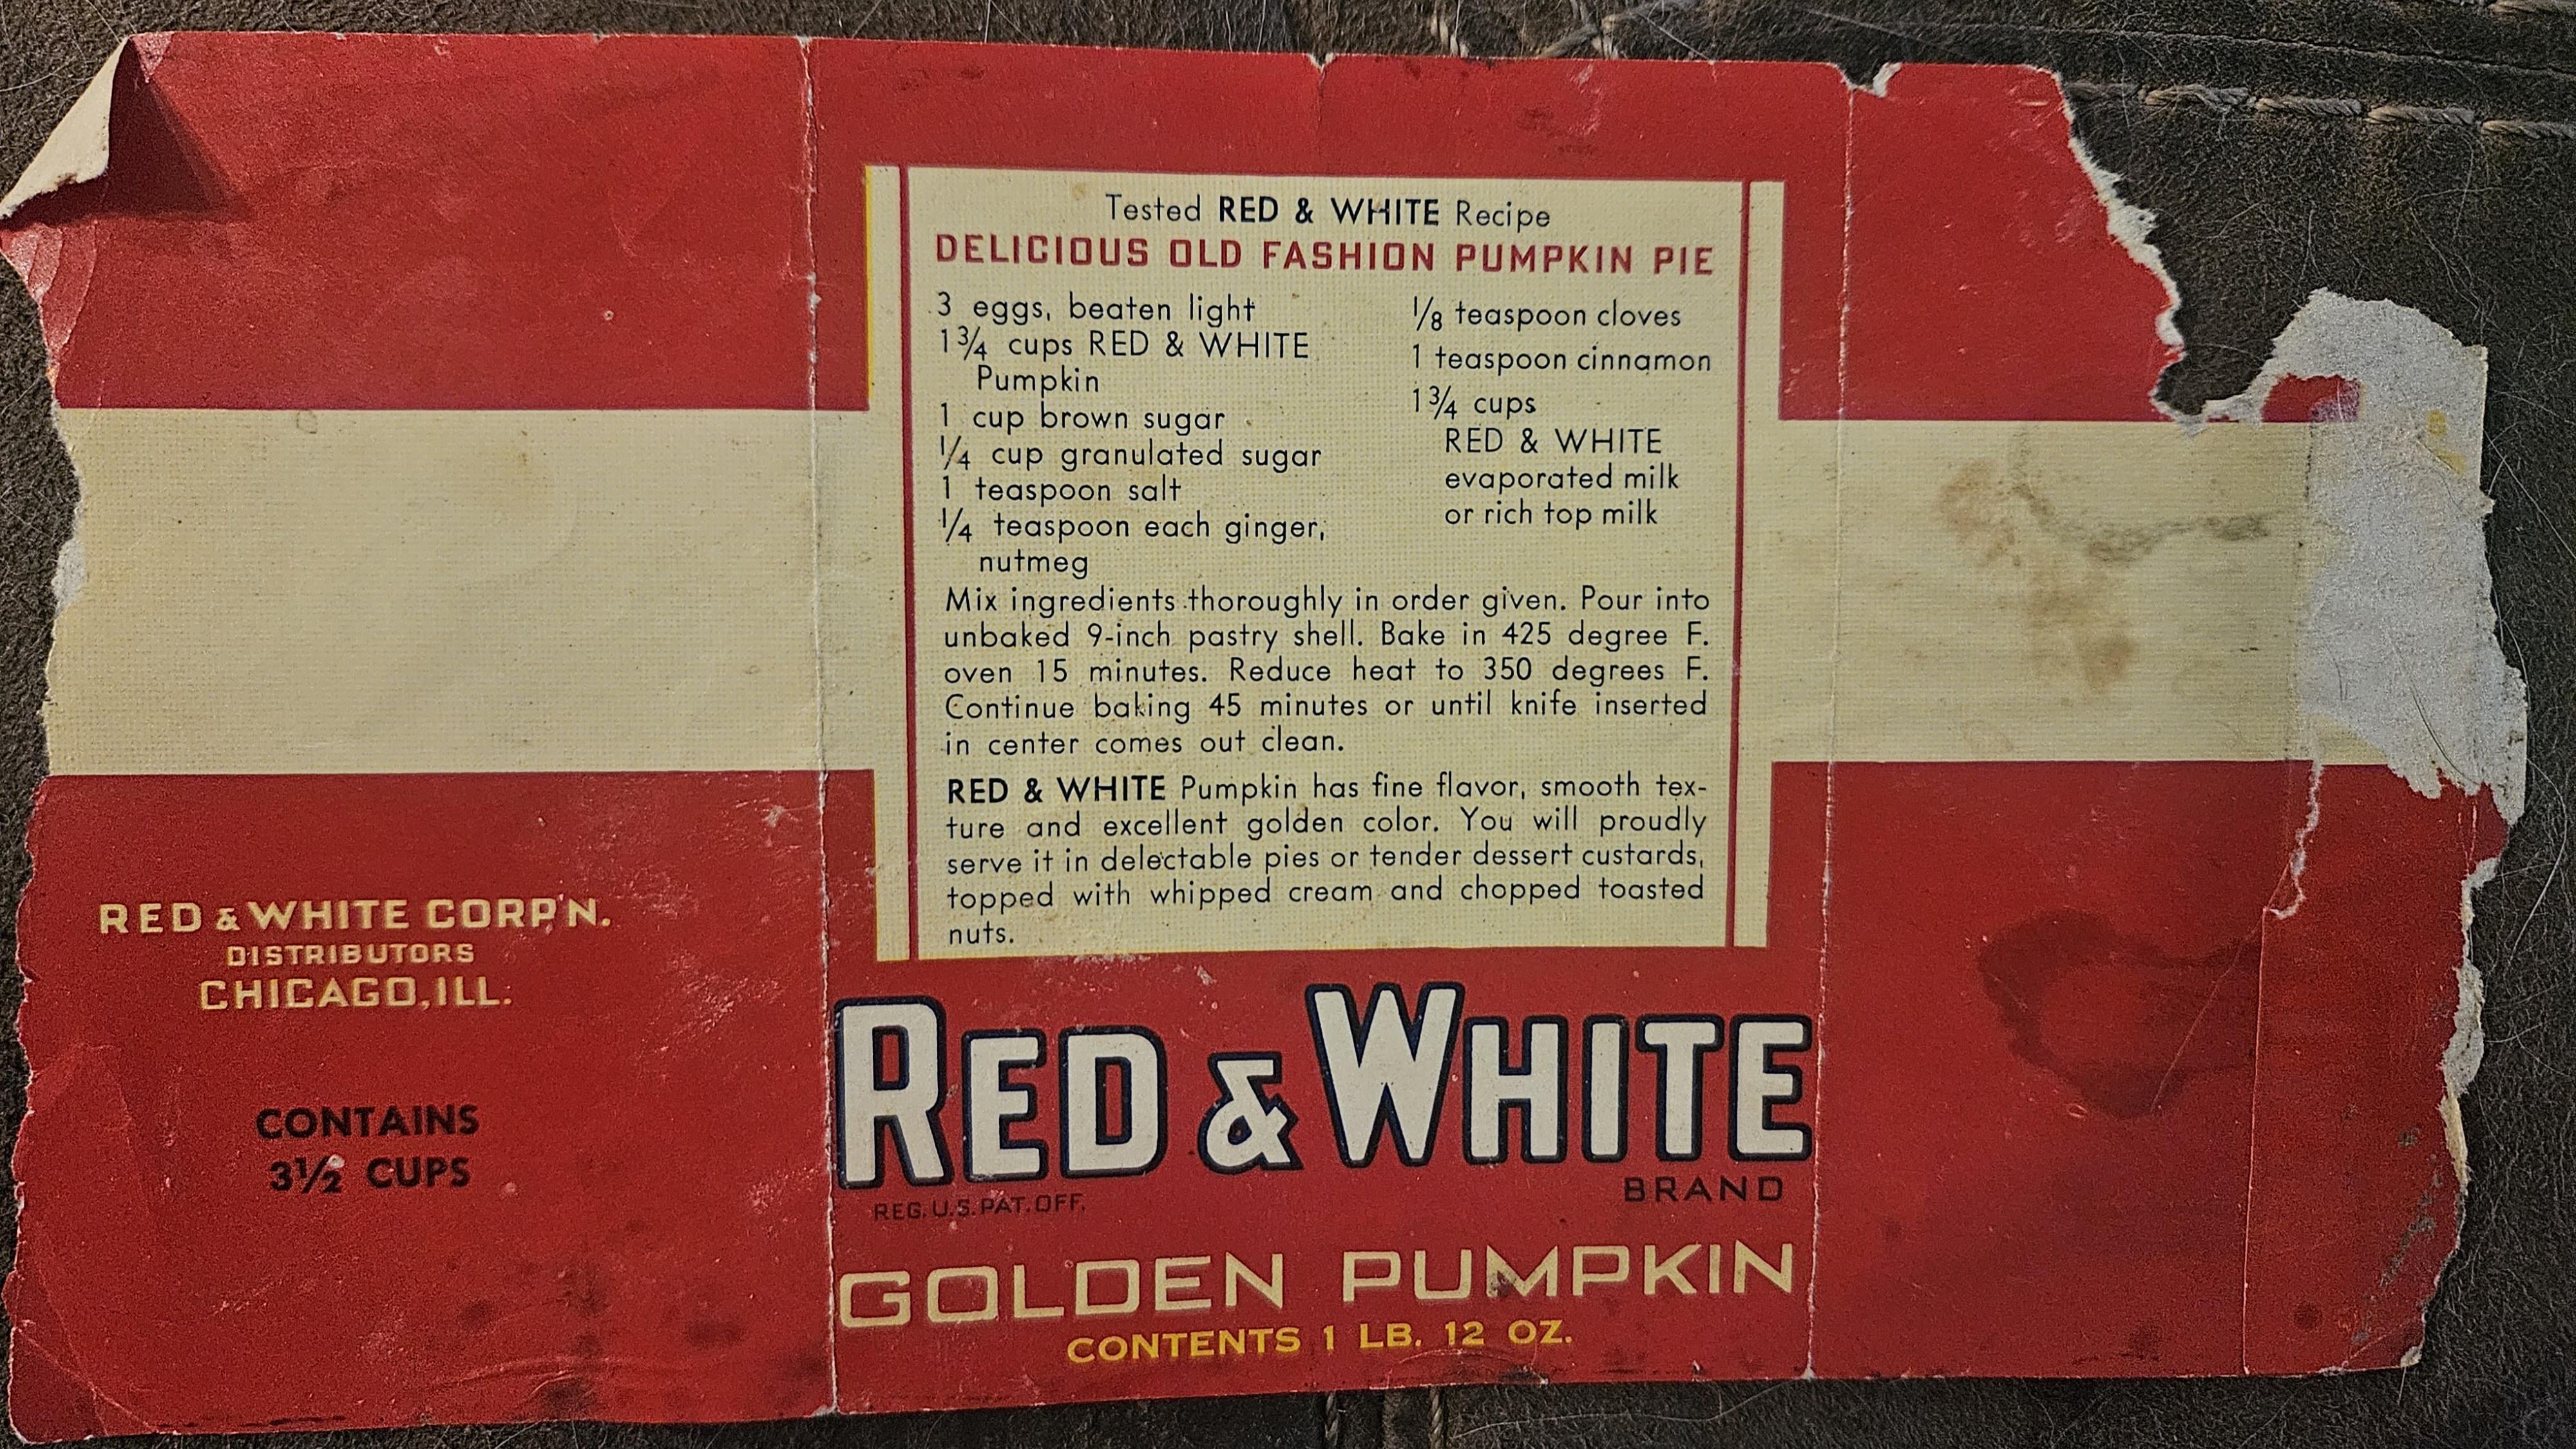 Tested RED & WHITE Recipe
DELICIOUS OLD FASHION PUMPKIN PIE
3 eggs, beaten light
1 3/4 cups RED & WHITE
Pumpkin
1 cup brown sugar
1/4 cup granulated sugar
1 teaspoon salt
1/4 teaspoon each ginger,
nutmeg
1/8 teaspoon cloves
1 teaspoon cinnamon
1 3/4 cups
RED & WHITE
evaporated milk
or rich top milk
Mix ingredients thoroughly in order given. Pour into
unbaked 9-inch pastry shell. Bake in 425 degree F.
oven 15 minutes. Reduce heat to 350 degrees F.
Continue baking 45 minutes or until knife inserted
in center comes out clean.
RED & WHITE Pumpkin has fine flavor, smooth tex-
ture and excellent golden color. You will proudly
serve it in delectable pies or tender dessert custards,
topped with whipped cream and chopped toasted
nuts.
RED & WHITE CORP'N.
DISTRIBUTORS
CHICAGO, ILL.
CONTAINS
3 1/2 CUPS
RED & WHITE
REG. U.S. PAT. OFF.
BRAND
GOLDEN PUMPKIN
CONTENTS 1 LB. 12 OZ.